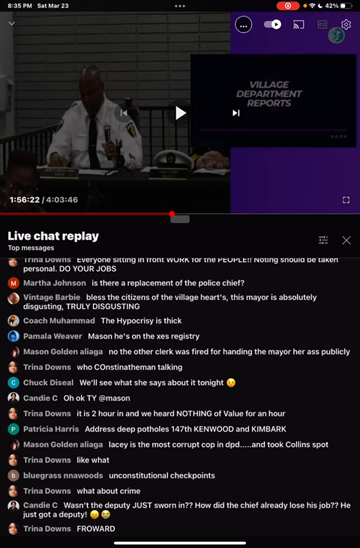 8:35 PM Sat Mar 23
42%
VILLAGE
DEPARTMENT
REPORTS
1:56:22 / 4:03:46
Live chat replay
Top messages
Trina Downs Everyone sitting in front WORK for the PEOPLE!! Noting should be taken
personal. DO YOUR JOBS
M Martha Johnson is there a replacement of the police chief?
Vintage Barbie bless the citizens of the village heart's, this mayor is absolutely
disgusting, TRULY DISGUSTING
Coach Muhammad The Hypocrisy is thick
Pamala Weaver Mason he's on the xes registry
Mason Golden aliaga no the other clerk was fired for handing the mayor her ass publicly
Trina Downs who COnstinatheman talking
C Chuck Diseal We'll see what she says about it tonight 😉
Candie C Oh ok TY @mason
Trina Downs it is 2 hour in and we heard NOTHING of Value for an hour
P Patricia Harris Address deep potholes 147th KENWOOD and KIMBARK
Mason Golden aliaga lacey is the most corrupt cop in dpd.....and took Collins spot
Trina Downs like what
b bluegrass nnawoods unconstitutional checkpoints
Trina Downs what about crime
Candie C Wasn't the deputy JUST sworn in?? How did the chief already lose his job?? He
just got a deputy! 😕😭
Trina Downs FROWARD